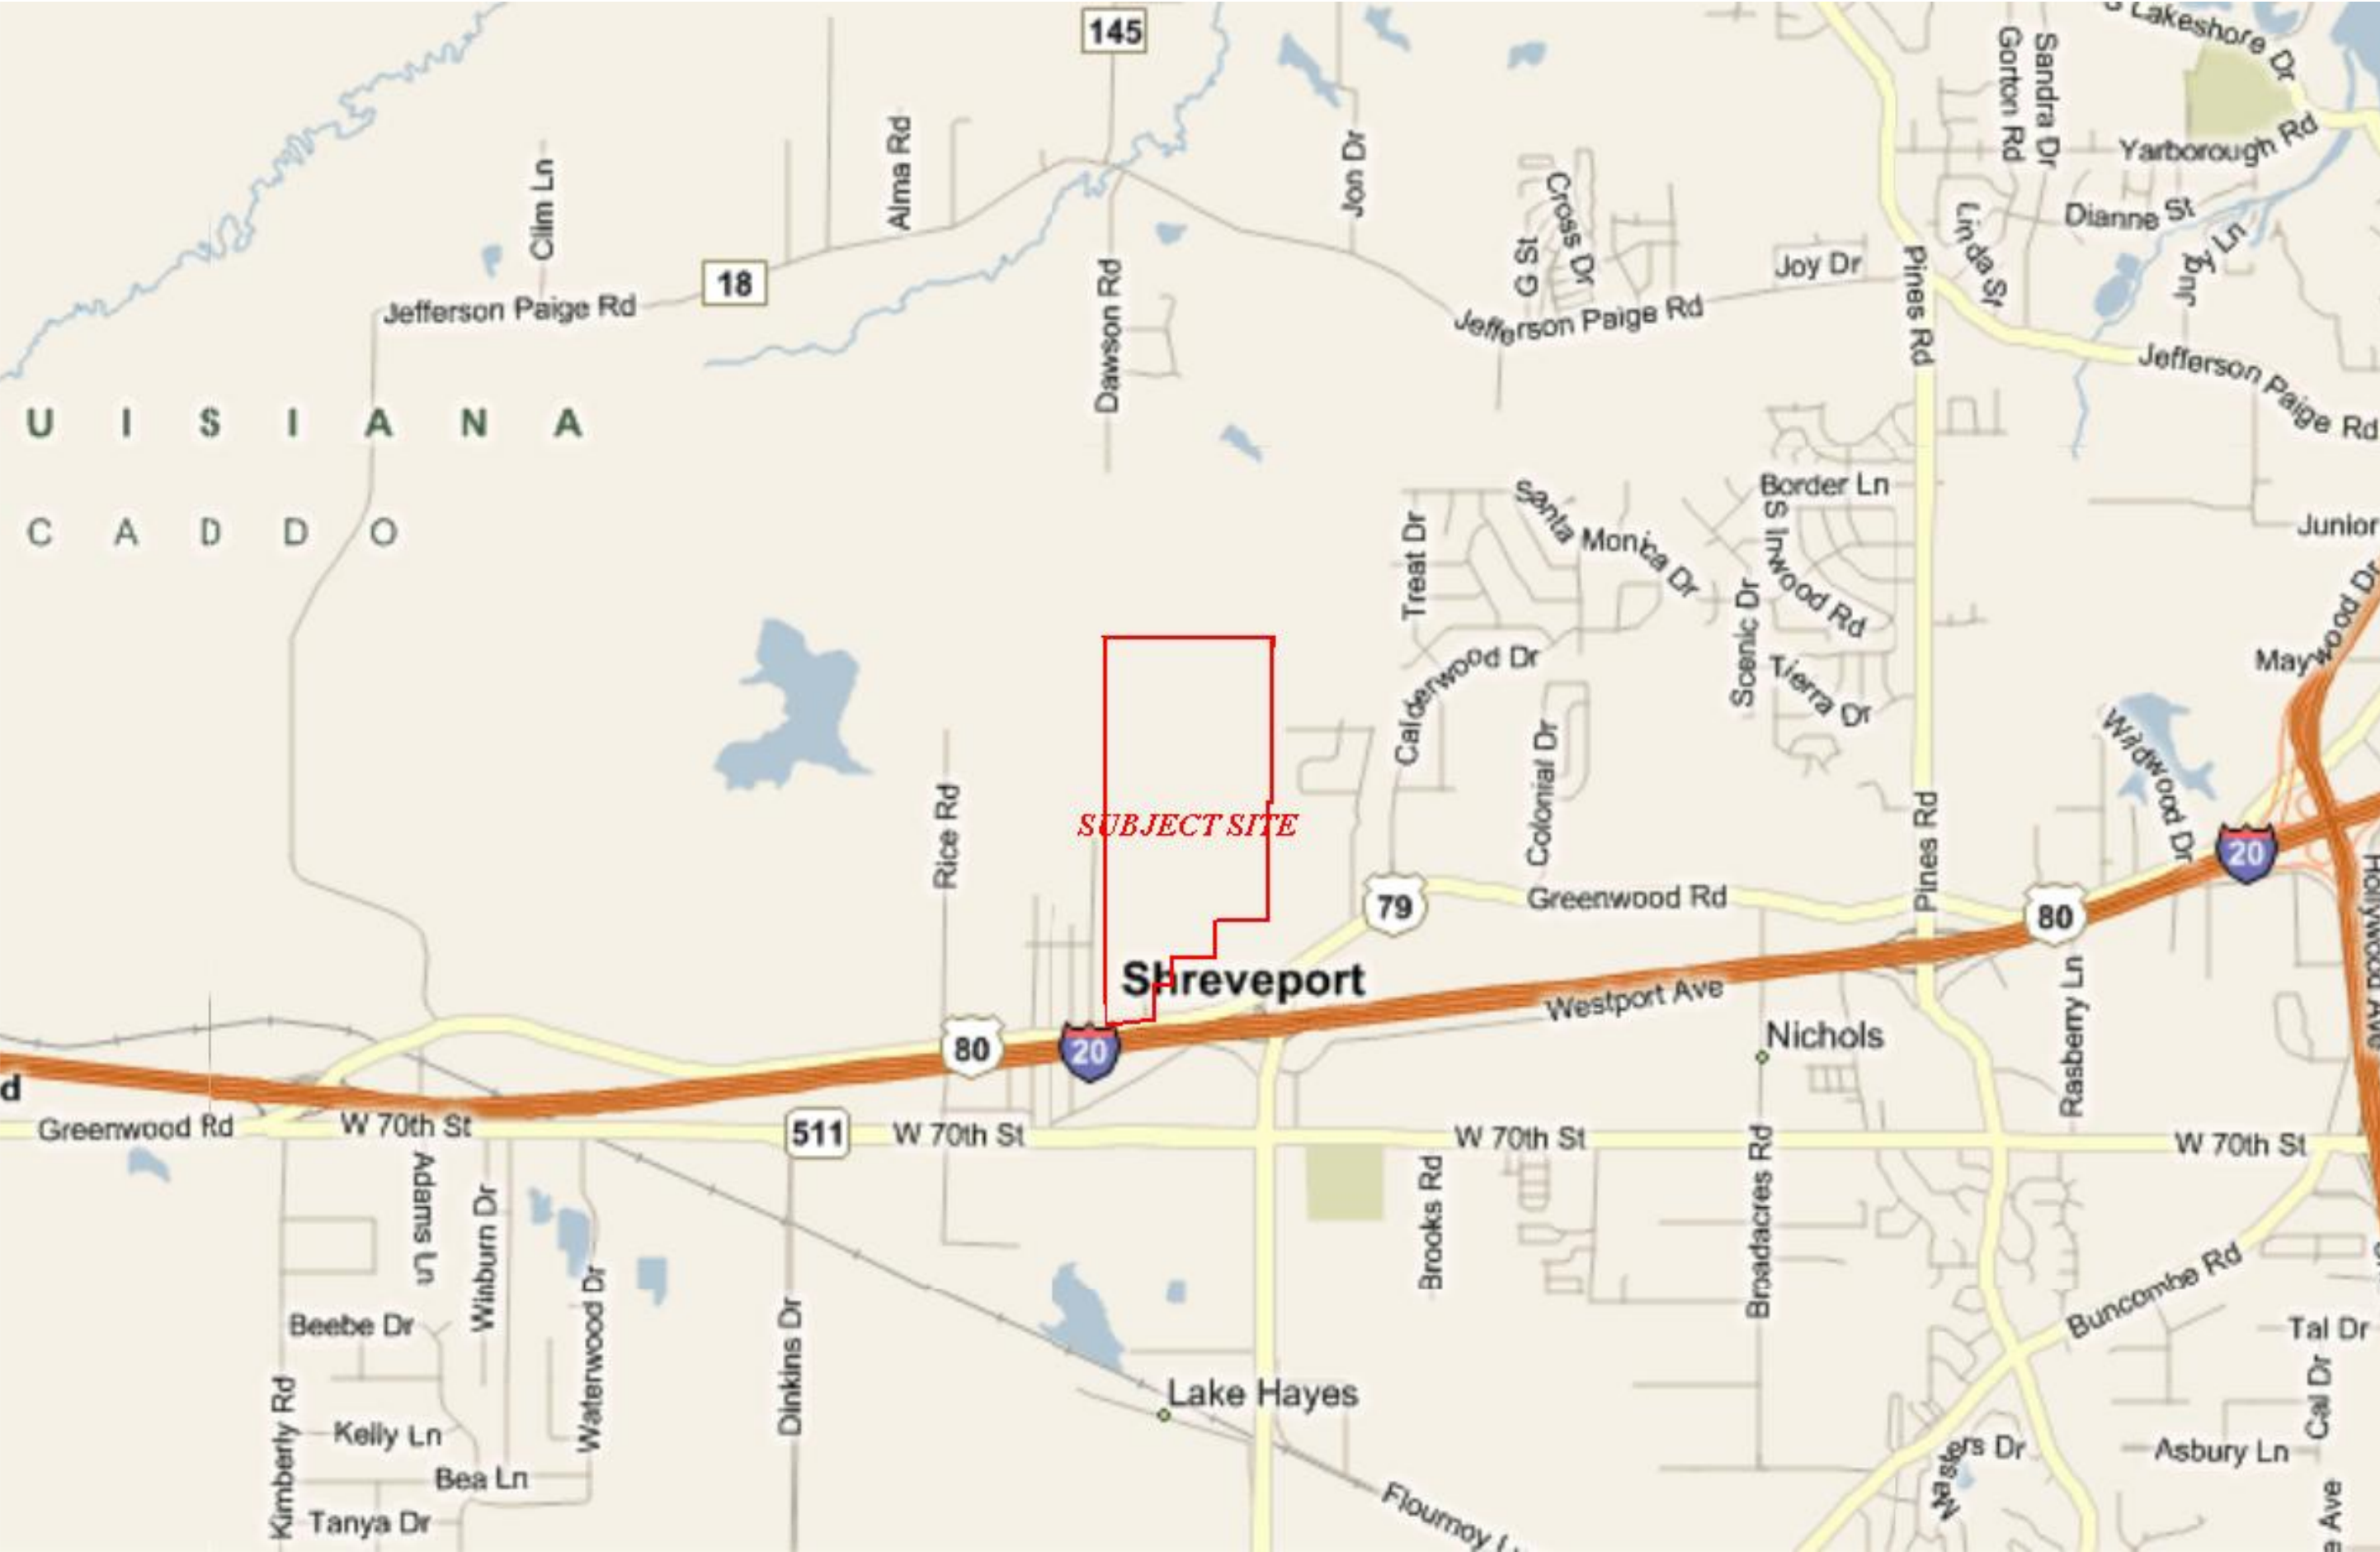 145
S Lakeshore Dr
Gorton Rd
Sandra Dr
Yarborough Rd
Alma Rd
Jon Dr
Clim Ln
Cross Dr
G St
Linda St
Dianne St
Judy Ln
Joy Dr
Pines Rd
18
Jefferson Paige Rd
Dawson Rd
Jefferson Paige Rd
Jefferson Paige Rd
U I S I A N A
C A D D O
Border Ln
Santa Monica Dr
S Inwood Rd
Treat Dr
Junior
Scenic Dr
Maywood Dr
Calderwood Dr
Tierra Dr
Colonial Dr
Wildwood Dr
Rice Rd
SUBJECT SITE
Pines Rd
20
79
Greenwood Rd
80
Hollywood Ave
Shreveport
Westport Ave
Nichols
Rasberry Ln
80
20
d
Greenwood Rd
W 70th St
511
W 70th St
W 70th St
W 70th St
Adams Ln
Winburn Dr
Waterwood Dr
Brooks Rd
Broadacres Rd
Buncombe Rd
Beebe Dr
Dinkins Dr
Tal Dr
Cal Dr
Lake Hayes
Kimberly Rd
Kelly Ln
Bea Ln
Tanya Dr
Asbury Ln
ers Dr
Flournoy L
e Ave